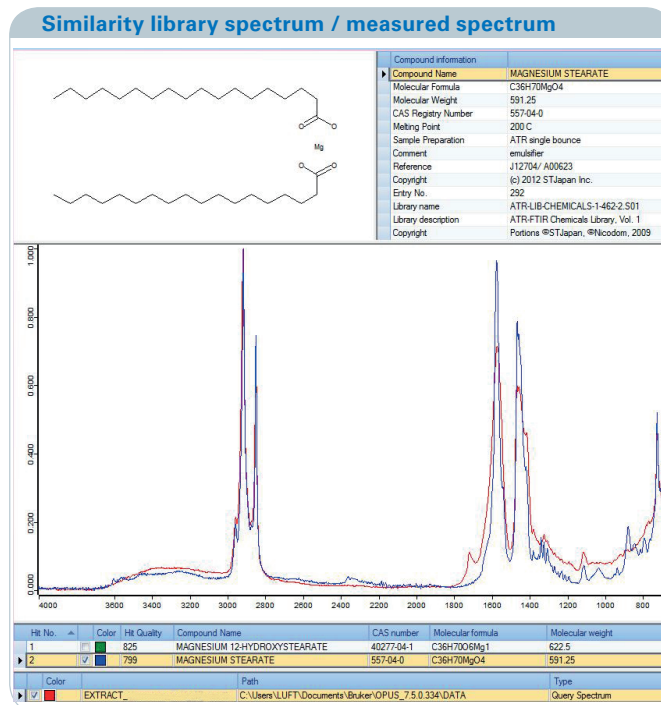 Similarity library spectrum / measured spectrum
Compound information
Compound Name MAGNESIUM STEARATE
Molecular Formula C36H70MgO4
Molecular Weight 591.25
CAS Registry Number 557-04-0
Melting Point 200 C
Sample Preparation ATR single bounce
Comment emulsifier
Reference J12704/ A00623
Copyright (c) 2012 STJapan Inc.
Entry No. 292
Library name ATR-LIB-CHEMICALS-1-462-2.S01
Library description ATR-FTIR Chemicals Library, Vol. 1
Copyright Portions ©STJapan, ©Nicodom, 2009
O O
Mg
O O
1.000
0.800
0.600
0.400
0.200
0.000
4000 3600 3400 3200 3000 2800 2600 2400 2200 2000 1800 1600 1400 1200 1000 800
Hit No. Color Hit Quality Compound Name CAS number Molecular formula Molecular weight
1 825 MAGNESIUM 12-HYDROXYSTEARATE 40277-04-1 C36H70O6Mg1 622.5
2 799 MAGNESIUM STEARATE 557-04-0 C36H70MgO4 591.25
Color Path Type
EXTRACT_ C:\Users\LUFT\Documents\Bruker\OPUS_7.5.0.334\DATA Query Spectrum